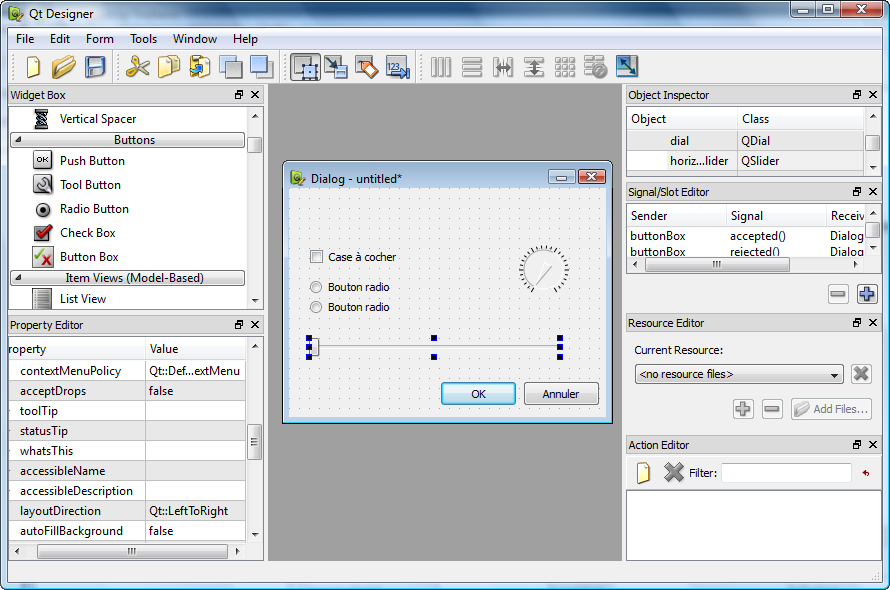 Qt Designer
File Edit Form Tools Window Help
123
Widget Box
Vertical Spacer
Buttons
OK Push Button
Tool Button
Radio Button
Check Box
Button Box
Item Views (Model-Based)
List View
Property Editor
roperty Value
contextMenuPolicy Qt::Def...extMenu
acceptDrops false
toolTip
statusTip
whatsThis
accessibleName
accessibleDescription
layoutDirection Qt::LeftToRight
autoFillBackground false
Dialog - untitled*
Case à cocher
Bouton radio
Bouton radio
OK Annuler
Object Inspector
Object Class
dial QDial
horiz...lider QSlider
Signal/Slot Editor
Sender Signal Receiv
buttonBox accepted() Dialog
buttonBox rejected() Dialog
Resource Editor
Current Resource:
<no resource files>
Add Files...
Action Editor
Filter: